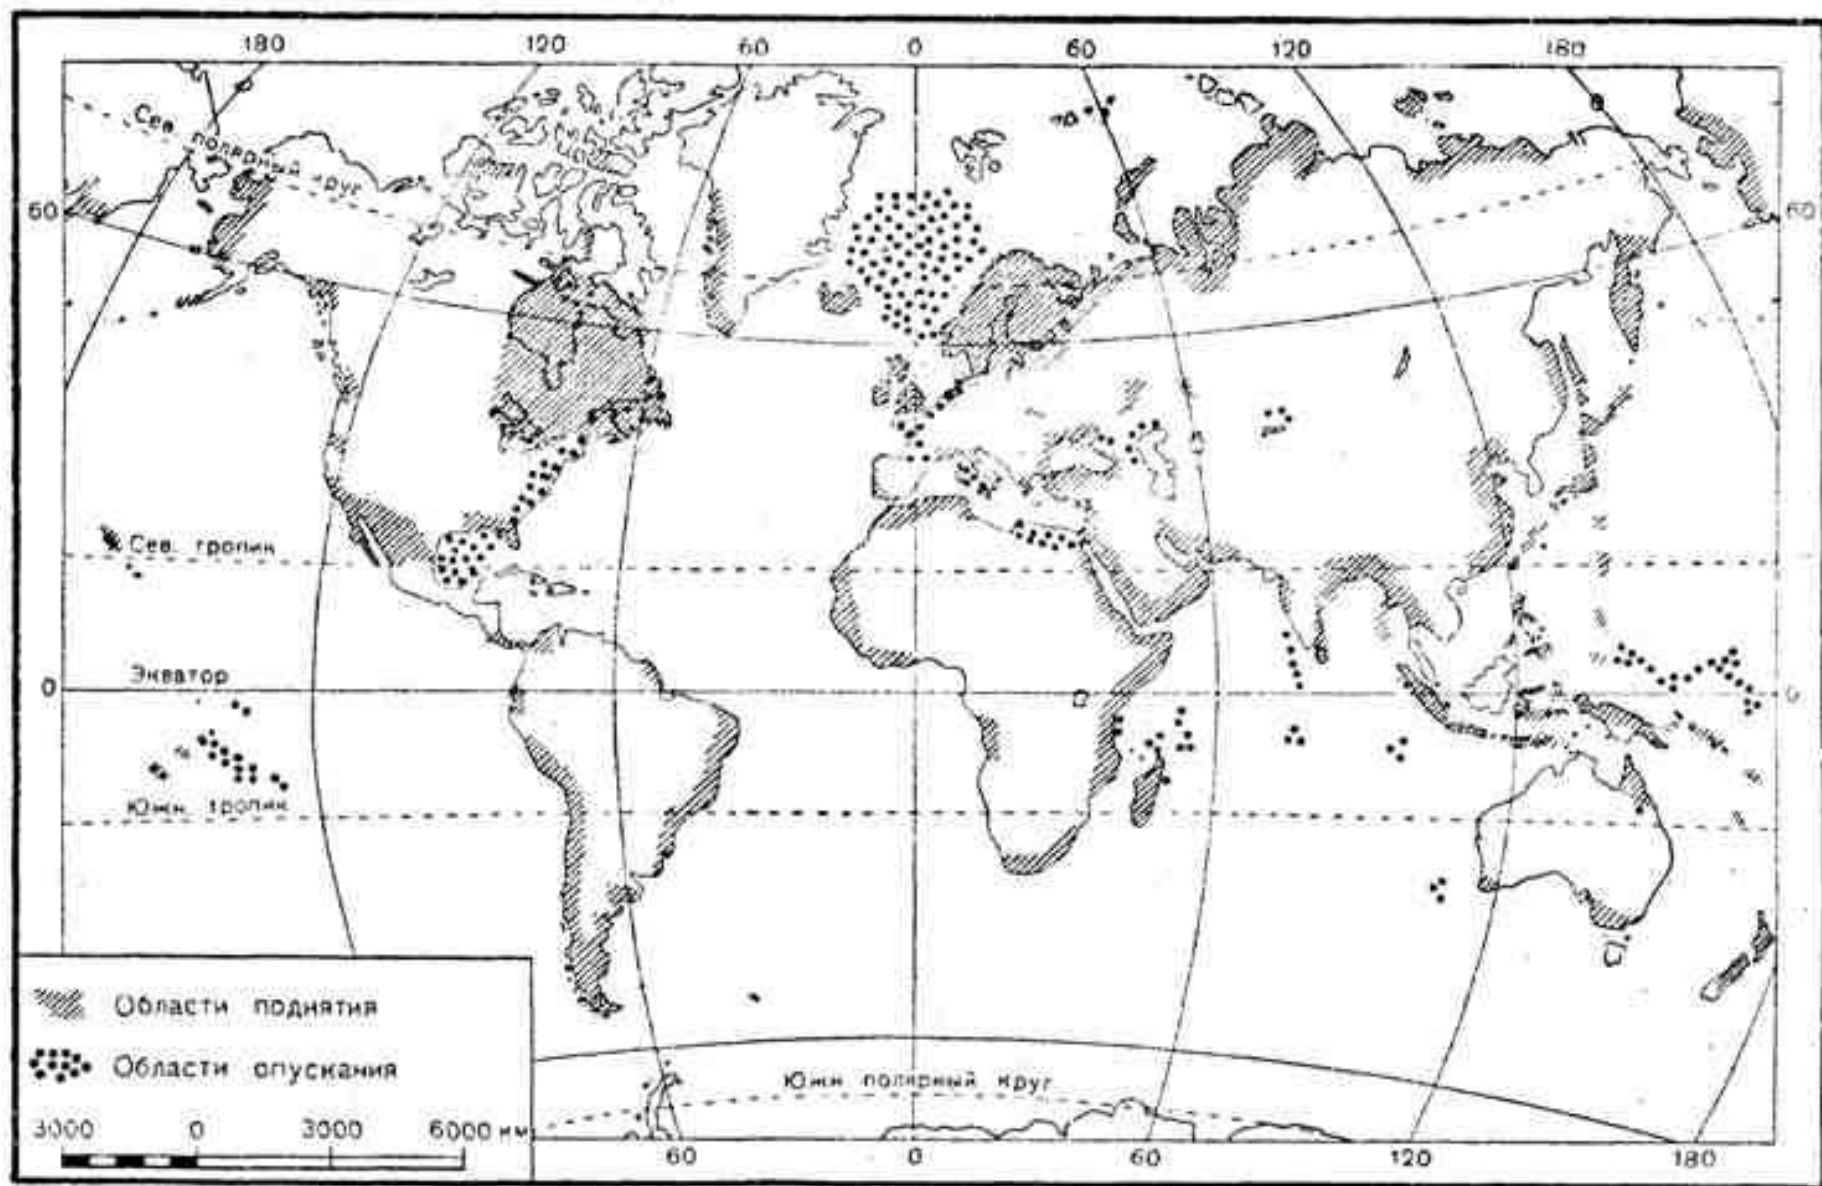 180 120 60 0 60 120 180
Сев. полярный круг
60 60
Сев. тропик
Экватор
0 0
Южн. тропик
Области поднятия
Области опускания
Южн полярный круг
3000 0 3000 6000 км
60 0 60 120 180